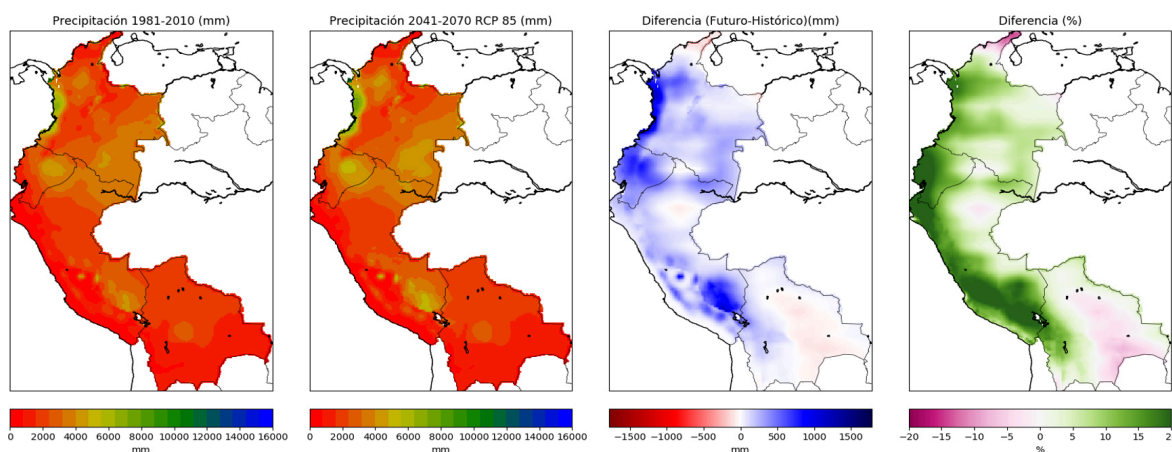 Precipitación 1981-2010 (mm)
Precipitación 2041-2070 RCP 85 (mm)
Diferencia (Futuro-Histórico)(mm)
Diferencia (%)
0 2000 4000 6000 8000 10000 12000 14000 16000
mm
0 2000 4000 6000 8000 10000 12000 14000 16000
mm
−1500 −1000 −500 0 500 1000 1500
mm
−20 −15 −10 −5 0 5 10 15 2
%